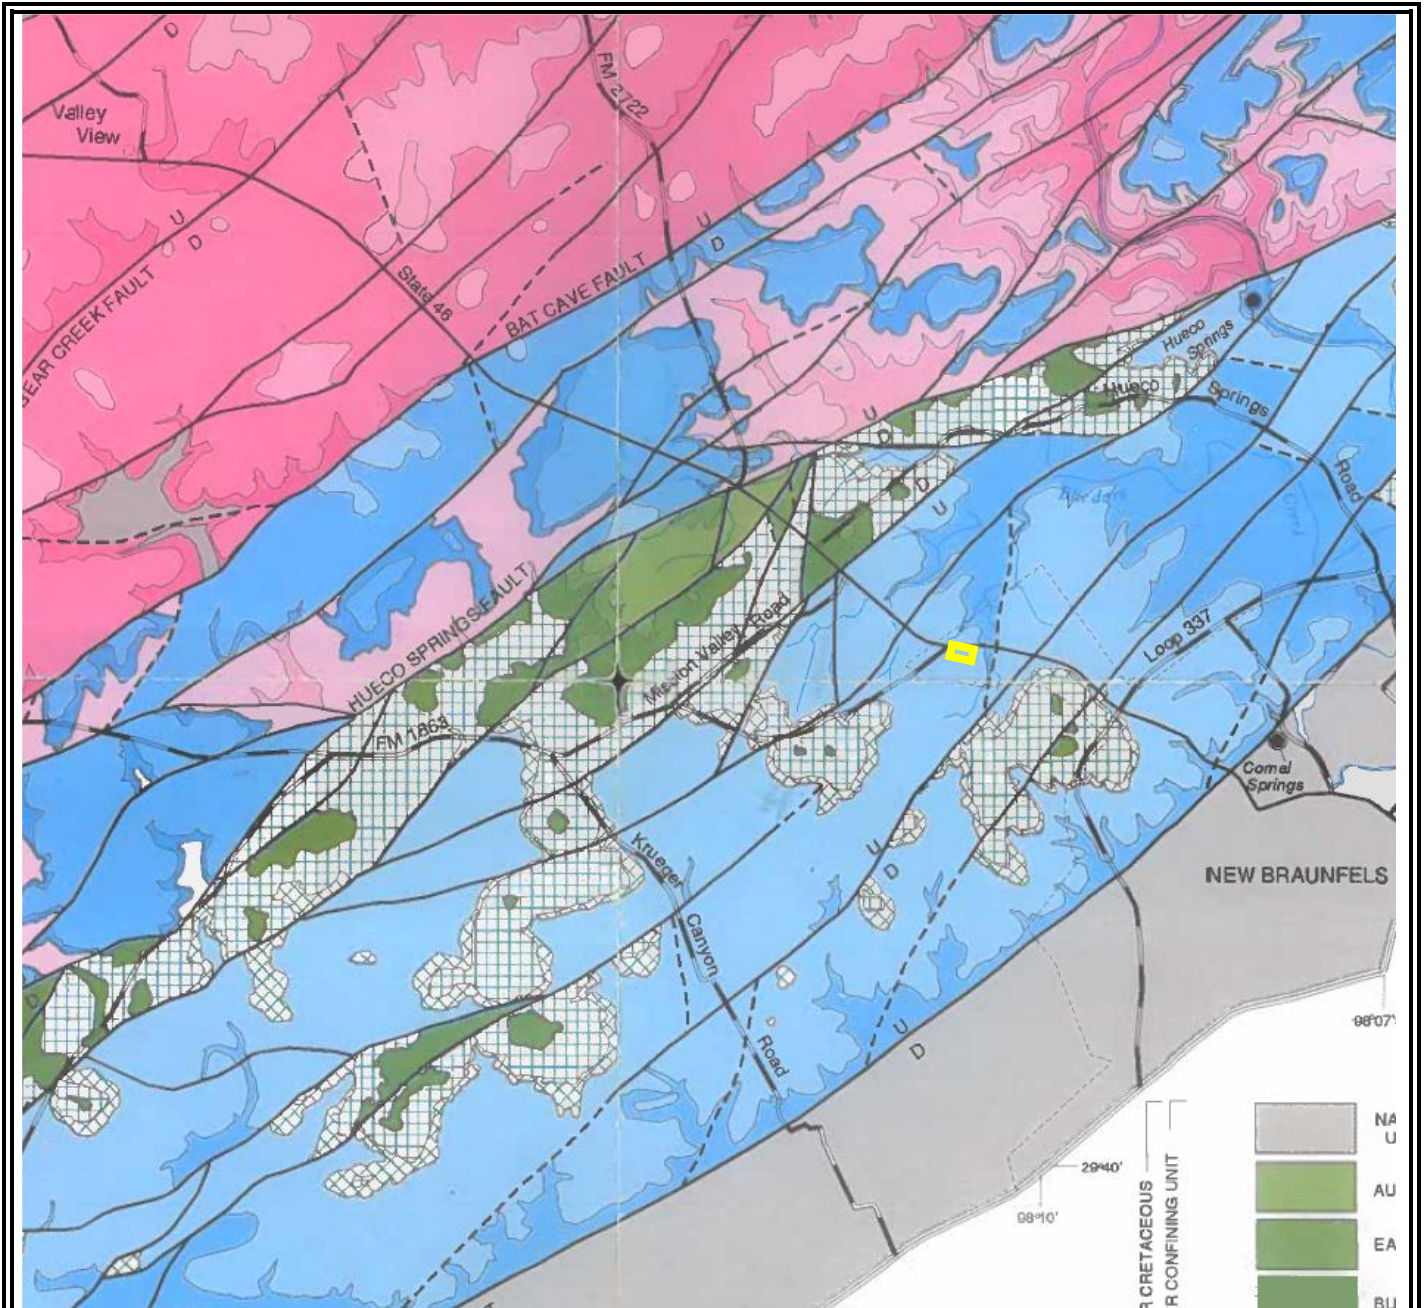 D
U
FM 2722
Valley
View
U
D
U
D
State 46
BEAR CREEK FAULT
BAT CAVE FAULT
Hueco
Springs
Hueco
Springs
U
D
Road
D
U
HUECO SPRINGS FAULT
Mission Valley Road
Loop 337
FM 1863
Comal
Springs
Krueger
Canyon
Road
U
D
NEW BRAUNFELS
D
U
D
98°07'
29°40'
98°10'
R CRETACEOUS
R CONFINING UNIT
NA
U
AU
EA
BU